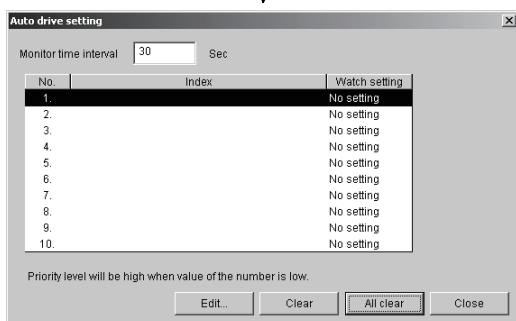 Auto drive setting
Monitor time interval 30 Sec
No. Index Watch setting
1. No setting
2. No setting
3. No setting
4. No setting
5. No setting
6. No setting
7. No setting
8. No setting
9. No setting
10. No setting
Priority level will be high when value of the number is low.
Edit... Clear All clear Close